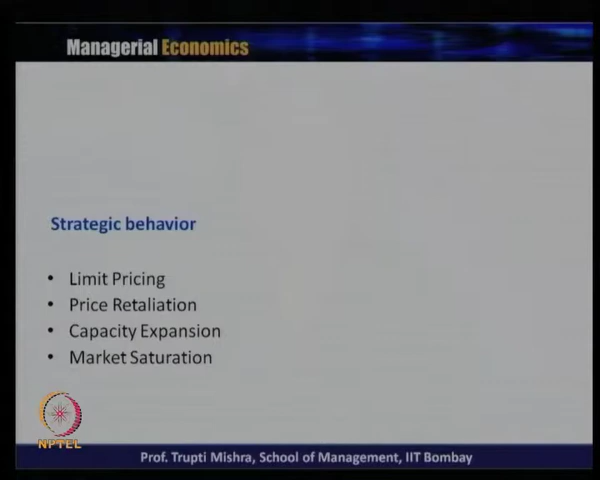 Managerial Economics
Strategic behavior
• Limit Pricing
• Price Retaliation
• Capacity Expansion
• Market Saturation
NPTEL
Prof. Trupti Mishra, School of Management, IIT Bombay